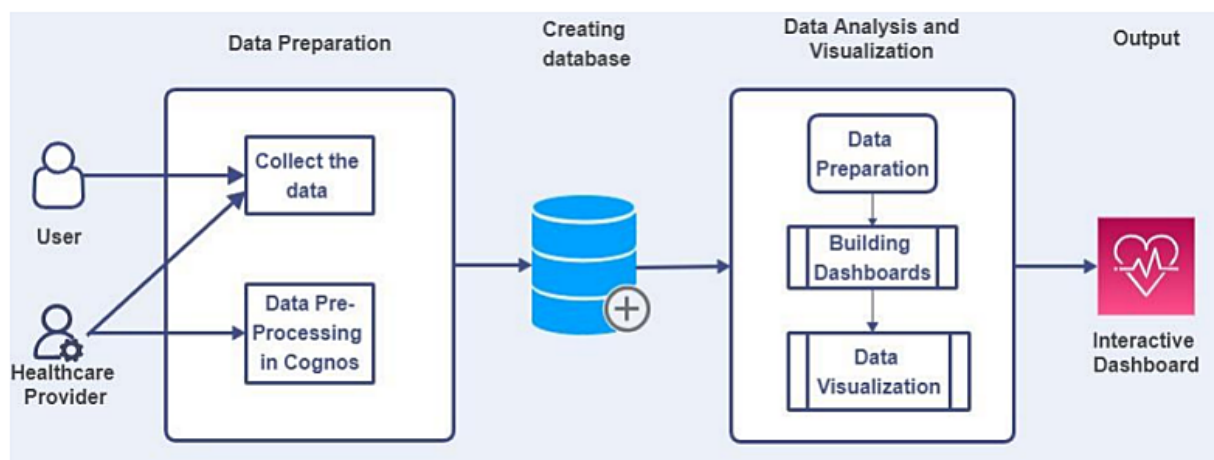 Data Preparation
Creating
database
Data Analysis and
Visualization
Output
User
Healthcare
Provider
Collect the
data
Data Pre-
Processing
in Cognos
Data
Preparation
Building
Dashboards
Data
Visualization
Interactive
Dashboard